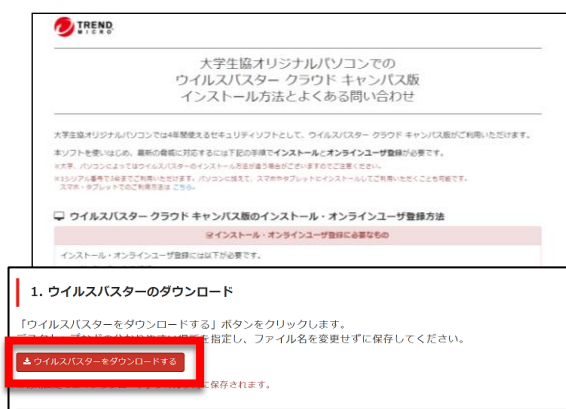 TREND
MICRO
大学生協オリジナルパソコンでの
ウイルスバスター クラウド キャンパス版
インストール方法とよくある問い合わせ
大学生協オリジナルパソコンでは4年間使えるセキュリティソフトとして、ウイルスバスター クラウド キャンパス版がご利用いただけます。
本ソフトを使いはじめ、最新の脅威に対応するには下記の手順でインストールとオンラインユーザ登録が必要です。
※大学、パソコンによってはウイルスバスターのインストール方法が違う場合がございますのでご注意ください。
※1シリアル番号で3台までご利用いただけます。パソコンに加えて、スマホやタブレットにインストールしてご利用いただくことも可能です。
スマホ・タブレットでのご利用方法は こちら。
ウイルスバスター クラウド キャンパス版のインストール・オンラインユーザ登録方法
インストール・オンラインユーザ登録に必要なもの
インストール・オンラインユーザ登録には以下が必要です。
1. ウイルスバスターのダウンロード
「ウイルスバスターをダウンロードする」ボタンをクリックします。
を指定し、ファイル名を変更せずに保存してください。
ウイルスバスターをダウンロードする
に保存されます。